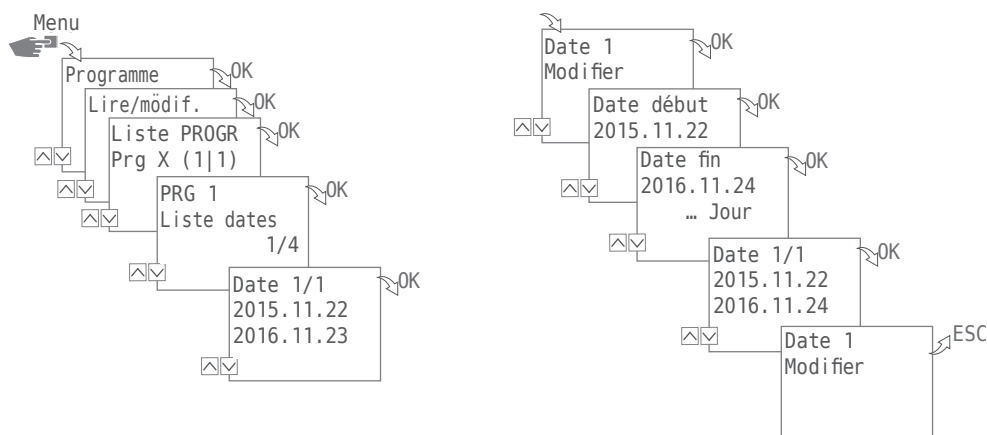 Menu
Programme
OK
Lire/mödif.
OK
Liste PROGR
OK
Prg X (1|1)
PRG 1
OK
Liste dates
1/4
Date 1/1
OK
2015.11.22
2016.11.23
Date 1
OK
Modifier
Date début
OK
2015.11.22
Date fin
OK
2016.11.24
… Jour
Date 1/1
OK
2015.11.22
2016.11.24
Date 1
ESC
Modifier